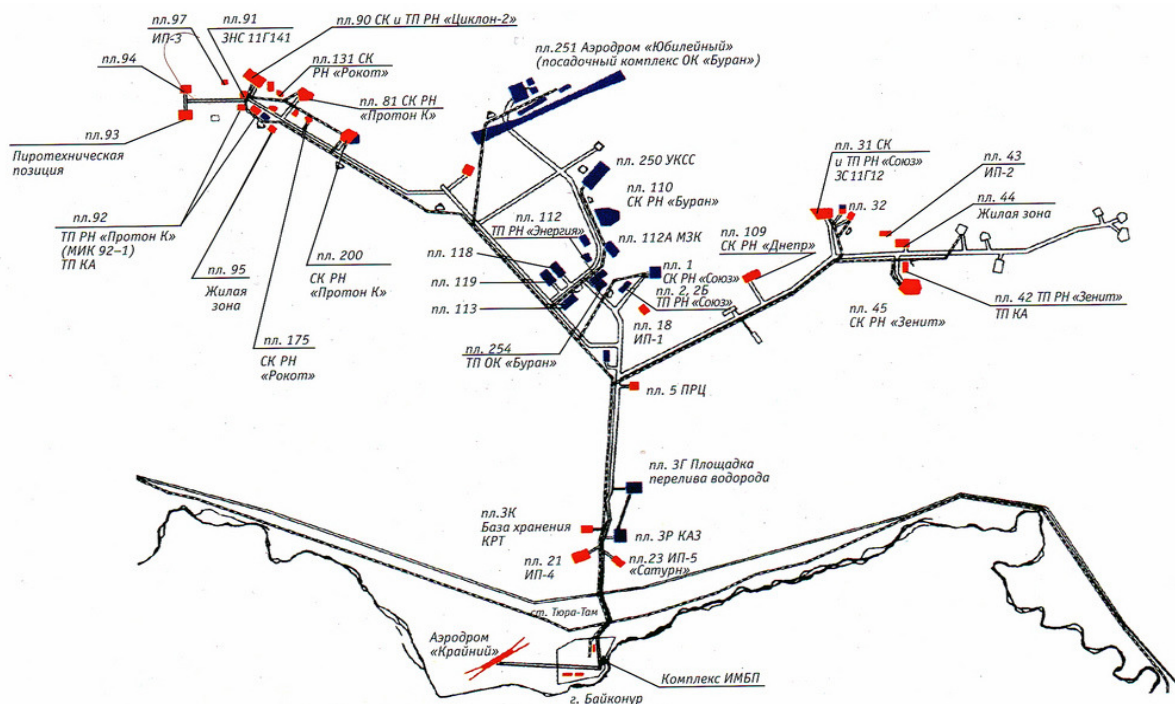 пл.97
ИП-3
пл.91
ЗНС 11Г141
пл.90 СК и ТП РН «Циклон-2»
пл.94
пл.131 СК
РН «Рокот»
пл. 81 СК РН
«Протон К»
пл.251 Аэродром «Юбилейный»
(посадочный комплекс ОК «Буран»)
пл.93
Пиротехническая
позиция
пл.92
ТП РН «Протон К»
(МИК 92-1)
ТП КА
пл. 95
Жилая
зона
пл. 200
СК РН
«Протон К»
пл. 175
СК РН
«Рокот»
пл. 250 УКСС
пл. 110
СК РН «Буран»
пл. 112
ТП РН «Энергия»
пл. 112А МЗК
пл. 118
пл. 119
пл. 113
пл. 254
ТП ОК «Буран»
пл. 1
СК РН «Союз»
пл. 2, 2Б
ТП РН «Союз»
пл. 18
ИП-1
пл. 109
СК РН «Днепр»
пл. 31 СК
и ТП РН «Союз»
ЗС11Г12
пл. 32
пл. 43
ИП-2
пл. 44
Жилая зона
пл. 45
СК РН «Зенит»
пл. 42 ТП РН «Зенит»
ТП КА
пл. 5 ПРЦ
пл. 3Г Площадка
перелива водорода
пл.3К
База хранения
КРТ
пл. 3Р КАЗ
пл. 21
ИП-4
пл.23 ИП-5
«Сатурн»
ст. Тюра-Там
Аэродром
«Крайний»
Комплекс ИМБП
г. Байконур